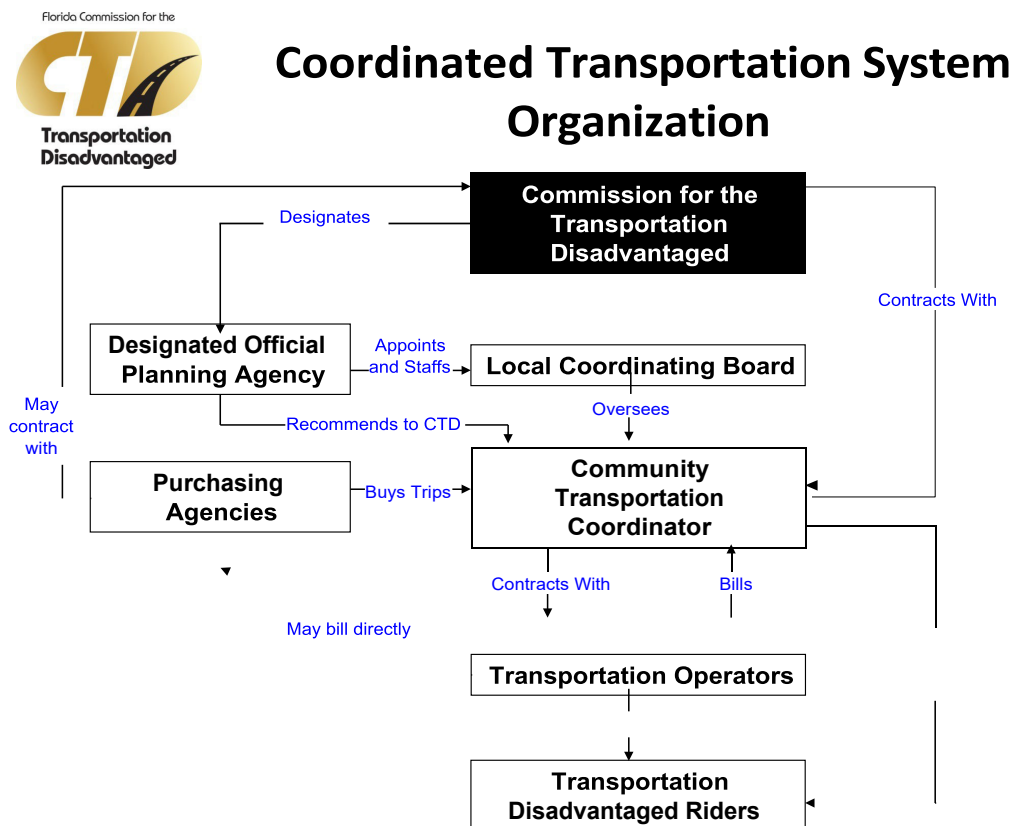 Florida Commission for the
CTD
Transportation
Disadvantaged
Coordinated Transportation System
Organization
Commission for the
Transportation
Disadvantaged
Designates
Contracts With
Designated Official
Planning Agency
Appoints
and Staffs
Local Coordinating Board
May
contract
with
Oversees
Recommends to CTD
Purchasing
Agencies
Buys Trips
Community
Transportation
Coordinator
Contracts With
Bills
May bill directly
Transportation Operators
Transportation
Disadvantaged Riders